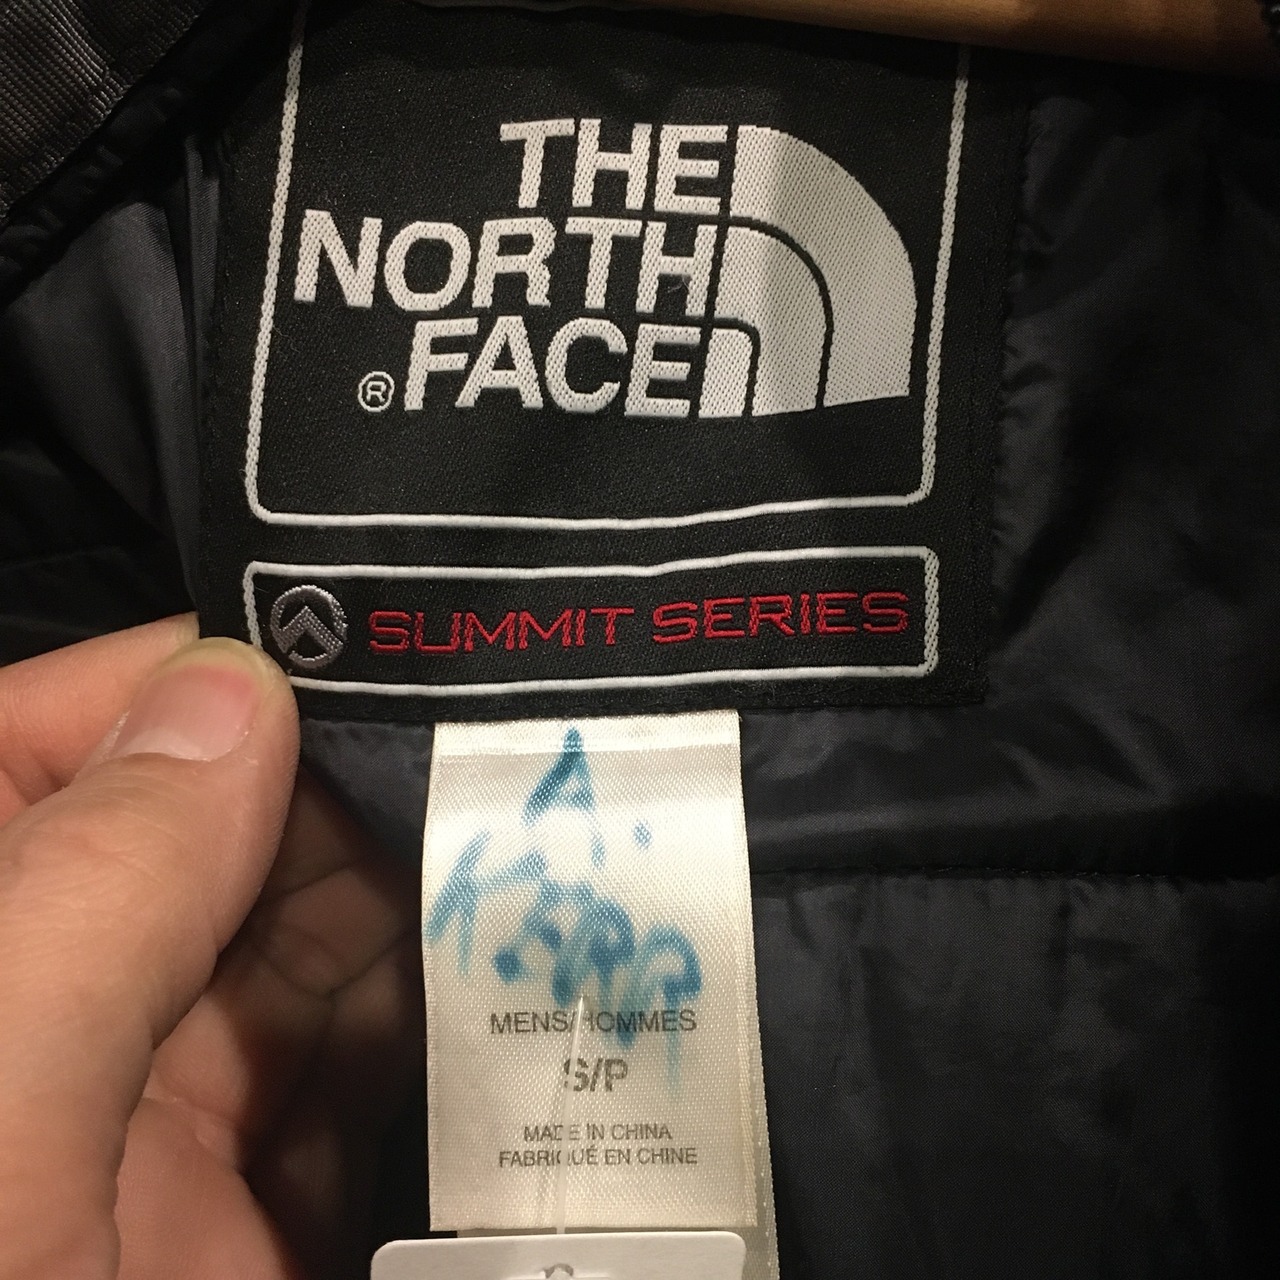 THE
NORTH
FACE
®
SUMMIT SERIES
MENS/HOMMES
S/P
MADE IN CHINA
FABRIQUÉ EN CHINE